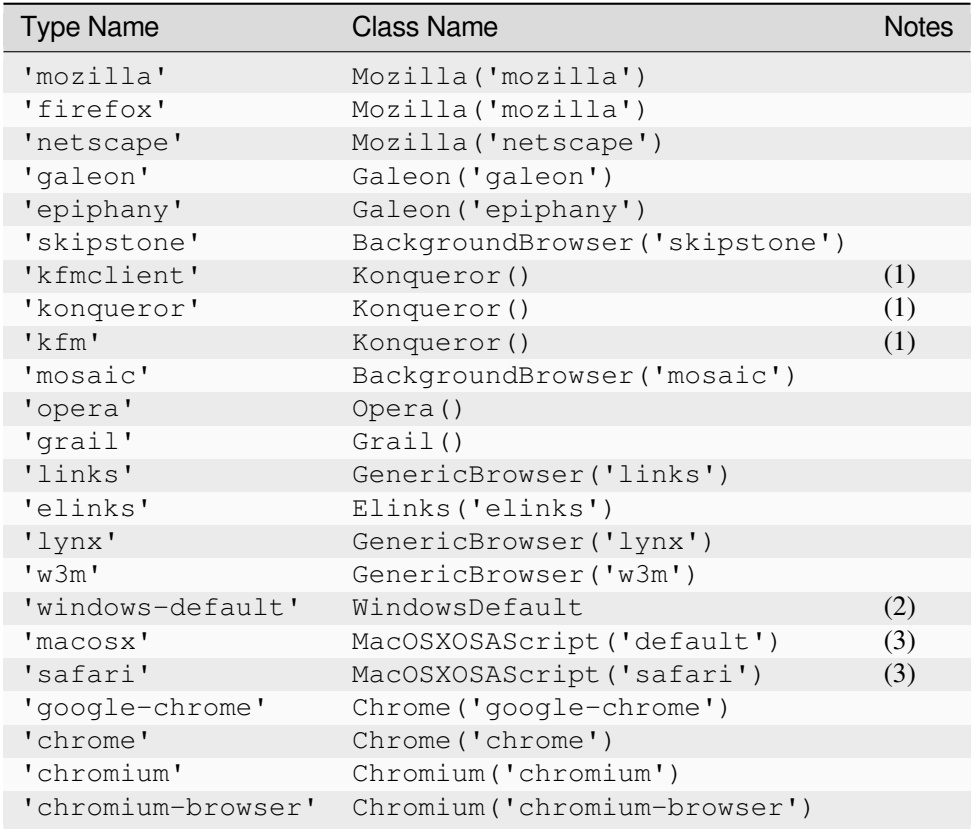 Type Name Class Name Notes
'mozilla' Mozilla('mozilla')
'firefox' Mozilla('mozilla')
'netscape' Mozilla('netscape')
'galeon' Galeon('galeon')
'epiphany' Galeon('epiphany')
'skipstone' BackgroundBrowser('skipstone')
'kfmclient' Konqueror() (1)
'konqueror' Konqueror() (1)
'kfm' Konqueror() (1)
'mosaic' BackgroundBrowser('mosaic')
'opera' Opera()
'grail' Grail()
'links' GenericBrowser('links')
'elinks' Elinks('elinks')
'lynx' GenericBrowser('lynx')
'w3m' GenericBrowser('w3m')
'windows-default' WindowsDefault (2)
'macosx' MacOSXOSAScript('default') (3)
'safari' MacOSXOSAScript('safari') (3)
'google-chrome' Chrome('google-chrome')
'chrome' Chrome('chrome')
'chromium' Chromium('chromium')
'chromium-browser' Chromium('chromium-browser')